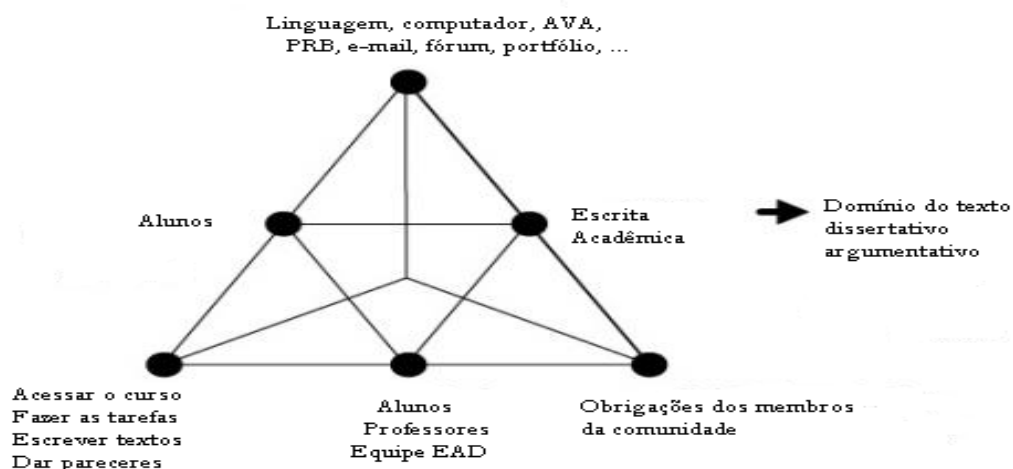 Linguagem, computador, AVA,
PRB, e-mail, fórum, portfólio, ...
Alunos
Escrita
Acadêmica
Domínio do texto
dissertativo
argumentativo
Acessar o curso
Fazer as tarefas
Escrever textos
Dar pareceres
Alunos
Professores
Equipe EAD
Obrigações dos membros
da comunidade